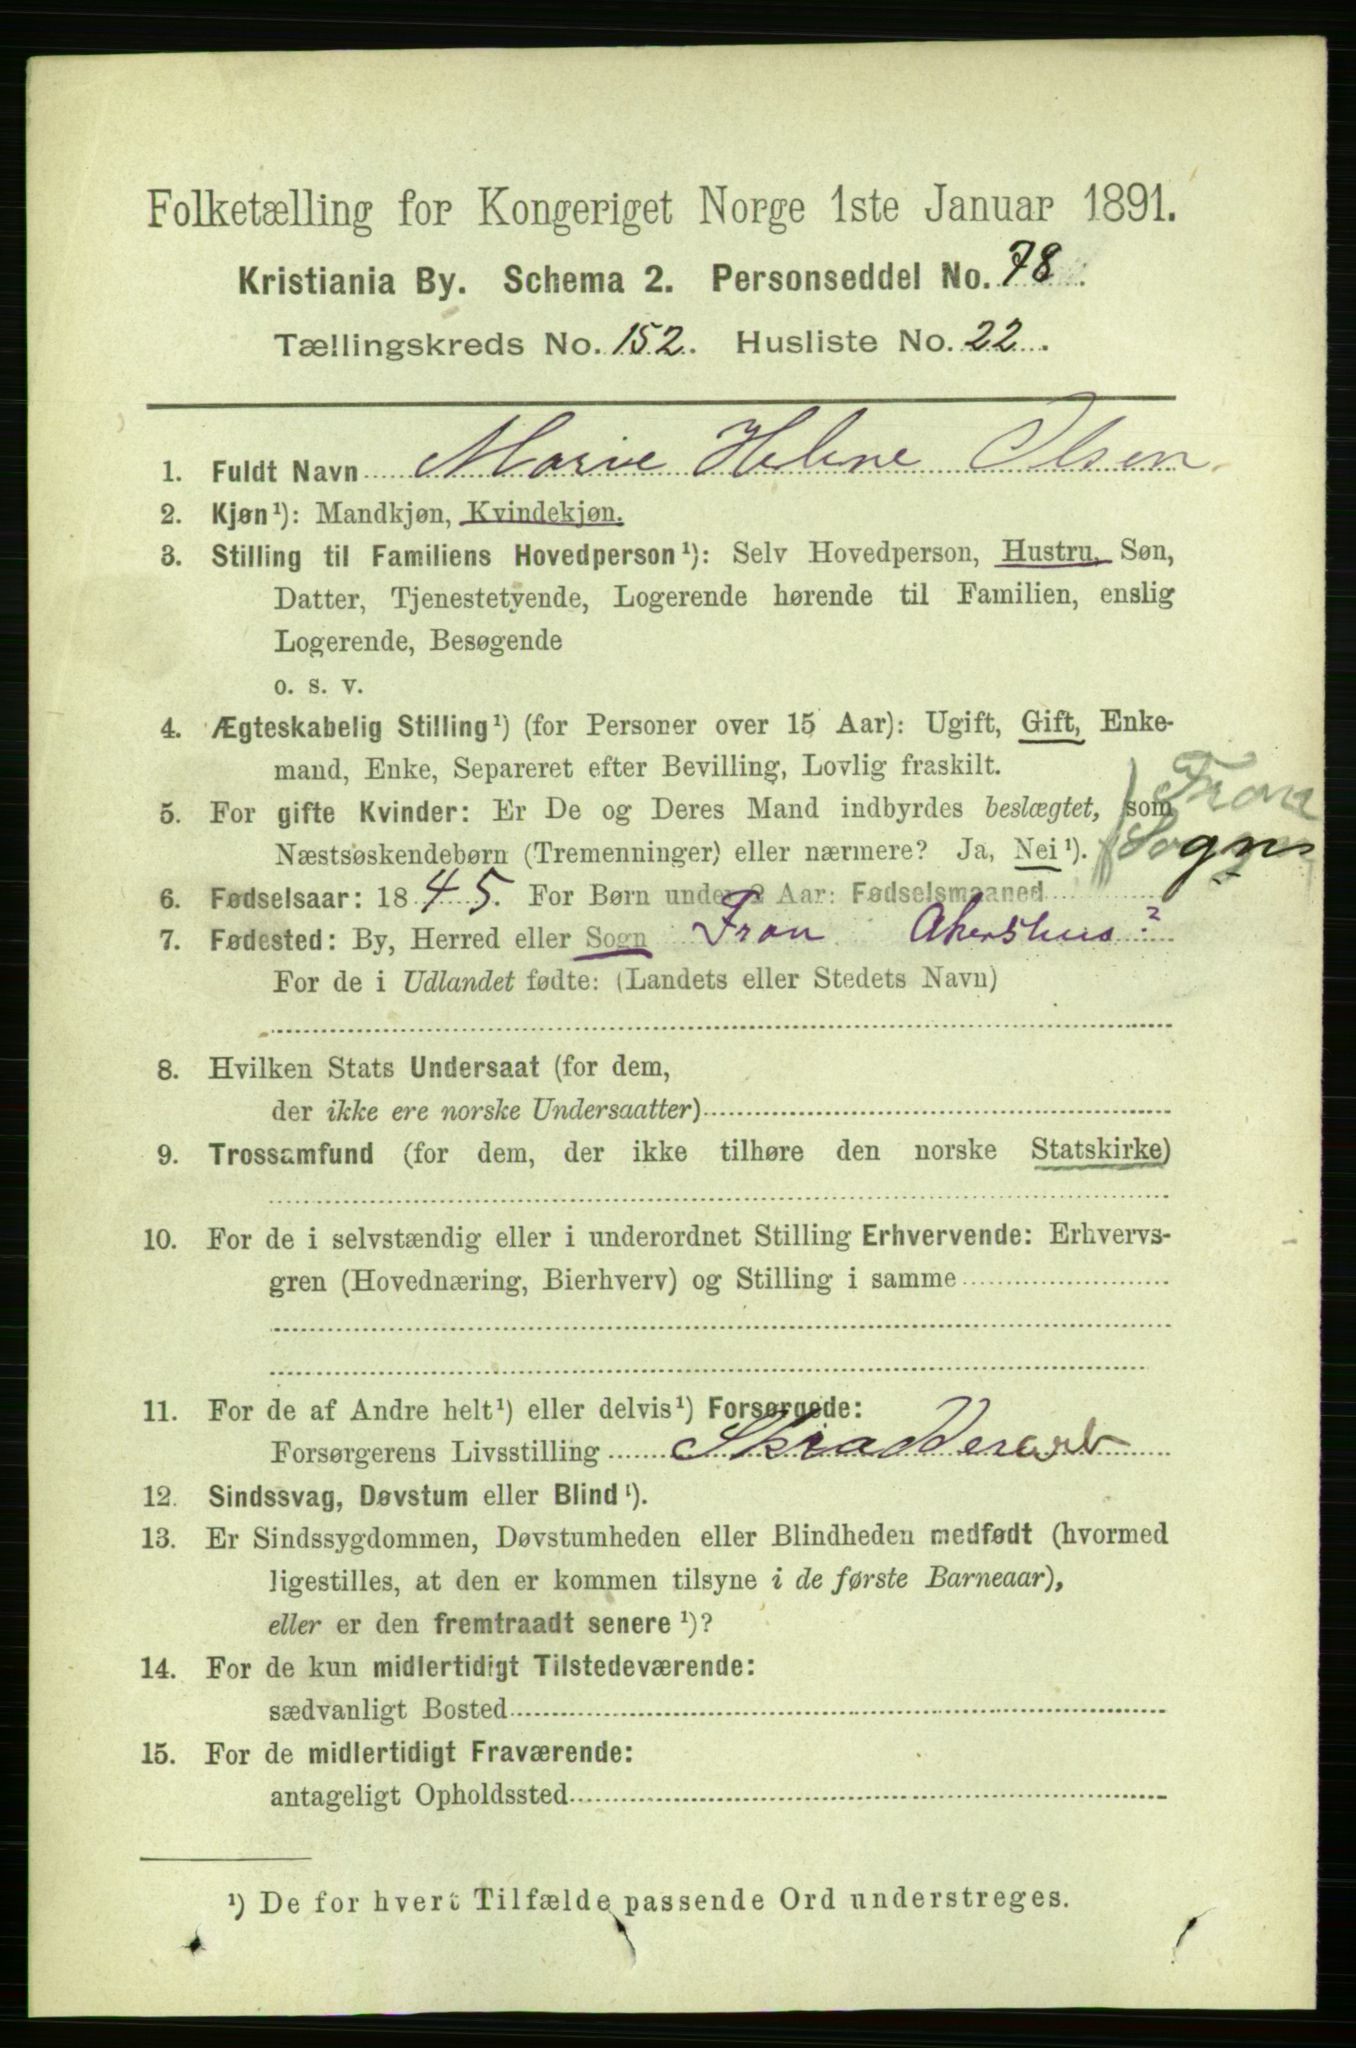 Folketælling for Kongeriget Norge 1ste Januar 1891.
Kristiania By. Schema 2. Personseddel No. 78.
Tællingskreds No. 152. Husliste No. 22.
1. Fuldt Navn Marie Helene Olsen
2. Kjøn¹): Mandkjøn, Kvindekjøn.
3. Stilling til Familiens Hovedperson¹): Selv Hovedperson, Hustru, Søn,
Datter, Tjenestetyende, Logerende hørende til Familien, enslig
Logerende, Besøgende
o. s. v.
4. Ægteskabelig Stilling¹) (for Personer over 15 Aar): Ugift, Gift, Enke-
mand, Enke, Separeret efter Bevilling, Lovlig fraskilt.
5. For gifte Kvinder: Er De og Deres Mand indbyrdes beslægtet, som
Næstsøskendebørn (Tremenninger) eller nærmere? Ja, Nei¹).
Fron
Sogn
6. Fødselsaar: 1845. For Børn under 2 Aar: Fødselsmaaned
7. Fødested: By, Herred eller Sogn Fron Akershus?
For de i Udlandet fødte: (Landets eller Stedets Navn)
8. Hvilken Stats Undersaat (for dem,
der ikke ere norske Undersaatter)
9. Trossamfund (for dem, der ikke tilhøre den norske Statskirke)
10. For de i selvstændig eller i underordnet Stilling Erhvervende: Erhvervs-
gren (Hovednæring, Bierhverv) og Stilling i samme
11. For de af Andre helt¹) eller delvis¹) Forsørgede:
Forsørgerens Livsstilling Skrædderarb
12. Sindssvag, Døvstum eller Blind¹).
13. Er Sindssygdommen, Døvstumheden eller Blindheden medfødt (hvormed
ligestilles, at den er kommen tilsyne i de første Barneaar),
eller er den fremtraadt senere¹)?
14. For de kun midlertidigt Tilstedeværende:
sædvanligt Bosted
15. For de midlertidigt Fraværende:
antageligt Opholdssted
¹) De for hvert Tilfælde passende Ord understreges.